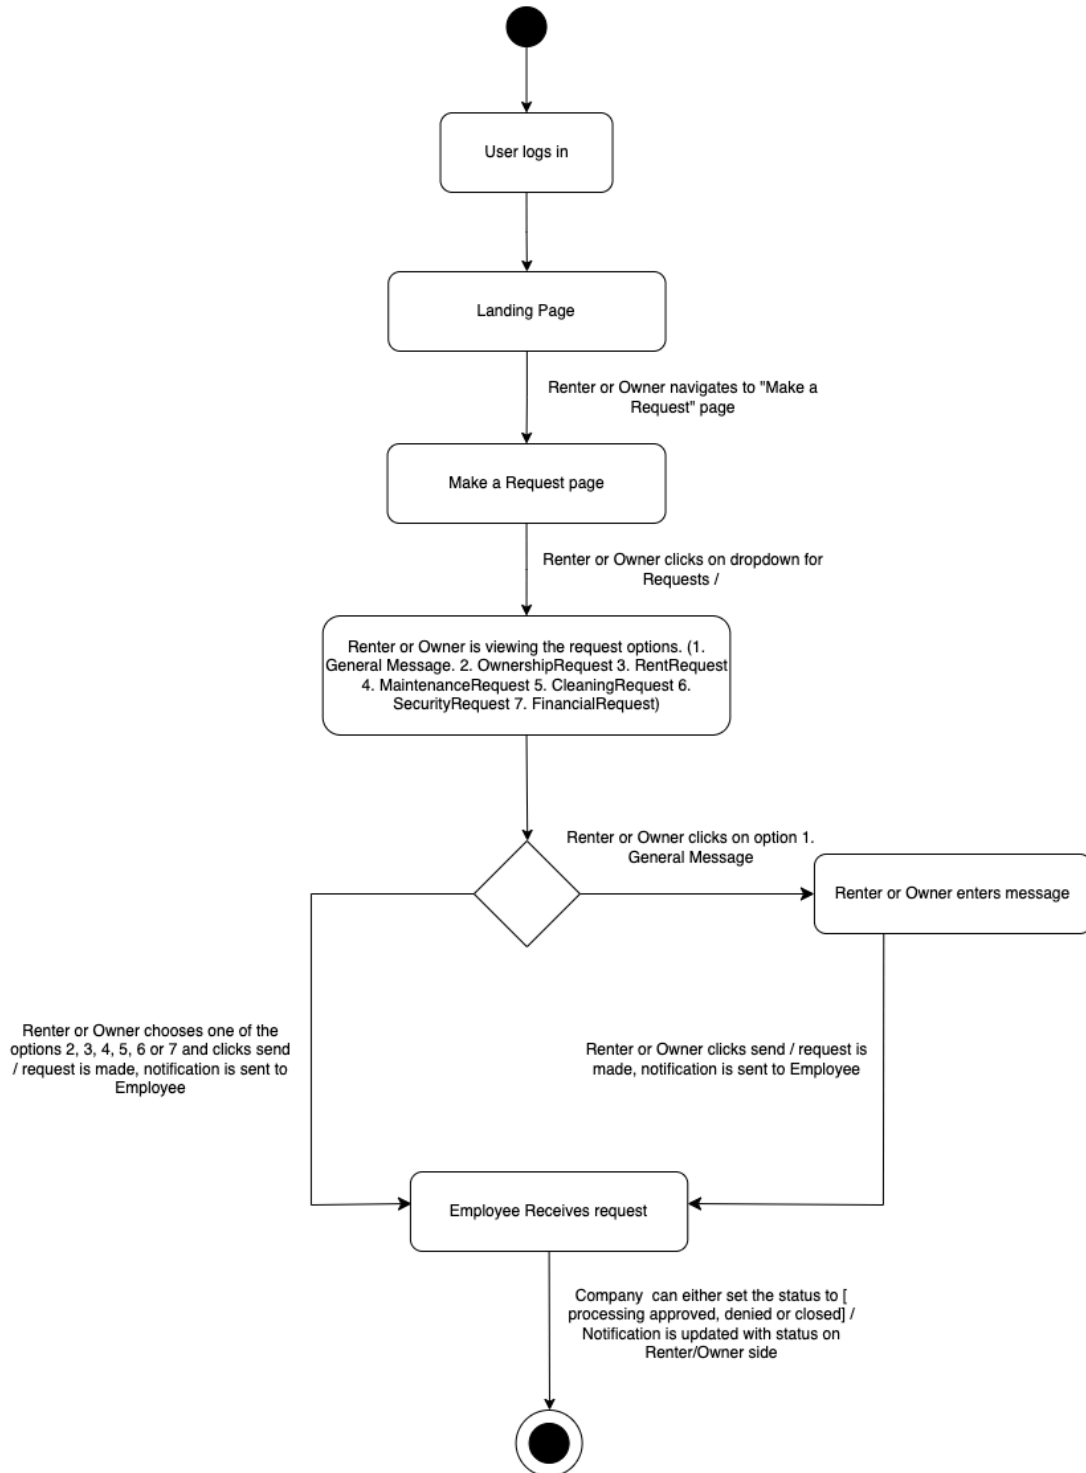 User logs in
Landing Page
Renter or Owner navigates to "Make a
Request" page
Make a Request page
Renter or Owner clicks on dropdown for
Requests /
Renter or Owner is viewing the request options. (1.
General Message. 2. OwnershipRequest 3. RentRequest
4. MaintenanceRequest 5. CleaningRequest 6.
SecurityRequest 7. FinancialRequest)
Renter or Owner clicks on option 1.
General Message
Renter or Owner enters message
Renter or Owner chooses one of the
options 2, 3, 4, 5, 6 or 7 and clicks send
/ request is made, notification is sent to
Employee
Renter or Owner clicks send / request is
made, notification is sent to Employee
Employee Receives request
Company can either set the status to [
processing approved, denied or closed] /
Notification is updated with status on
Renter/Owner side